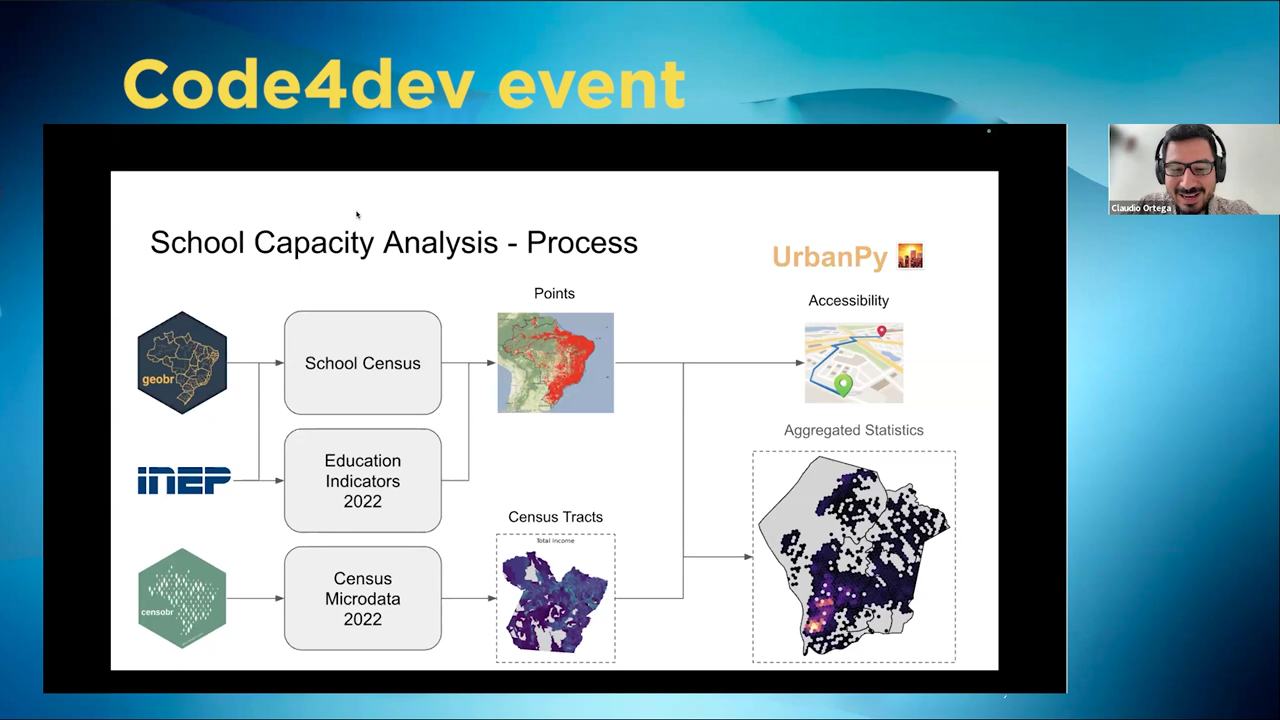 Code4dev event
Claudio Ortega
School Capacity Analysis - Process
UrbanPy
Points
Accessibility
geobr
School Census
INEP
Education
Indicators
2022
Aggregated Statistics
Census Tracts
Total Income
censobr
Census
Microdata
2022